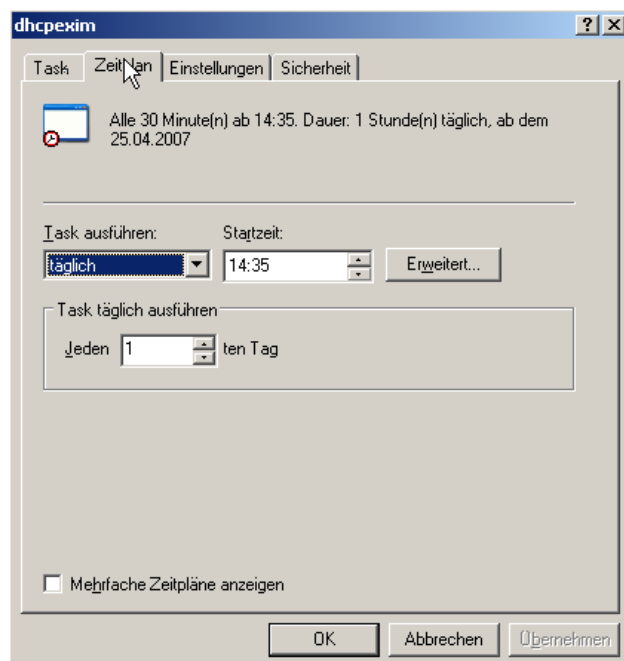 dhcpexim
Task Zeitplan Einstellungen Sicherheit
Alle 30 Minute(n) ab 14:35. Dauer: 1 Stunde(n) täglich, ab dem
25.04.2007
Task ausführen: Startzeit:
täglich 14:35 Erweitert...
Task täglich ausführen
Jeden 1 ten Tag
Mehrfache Zeitpläne anzeigen
OK Abbrechen Übernehmen